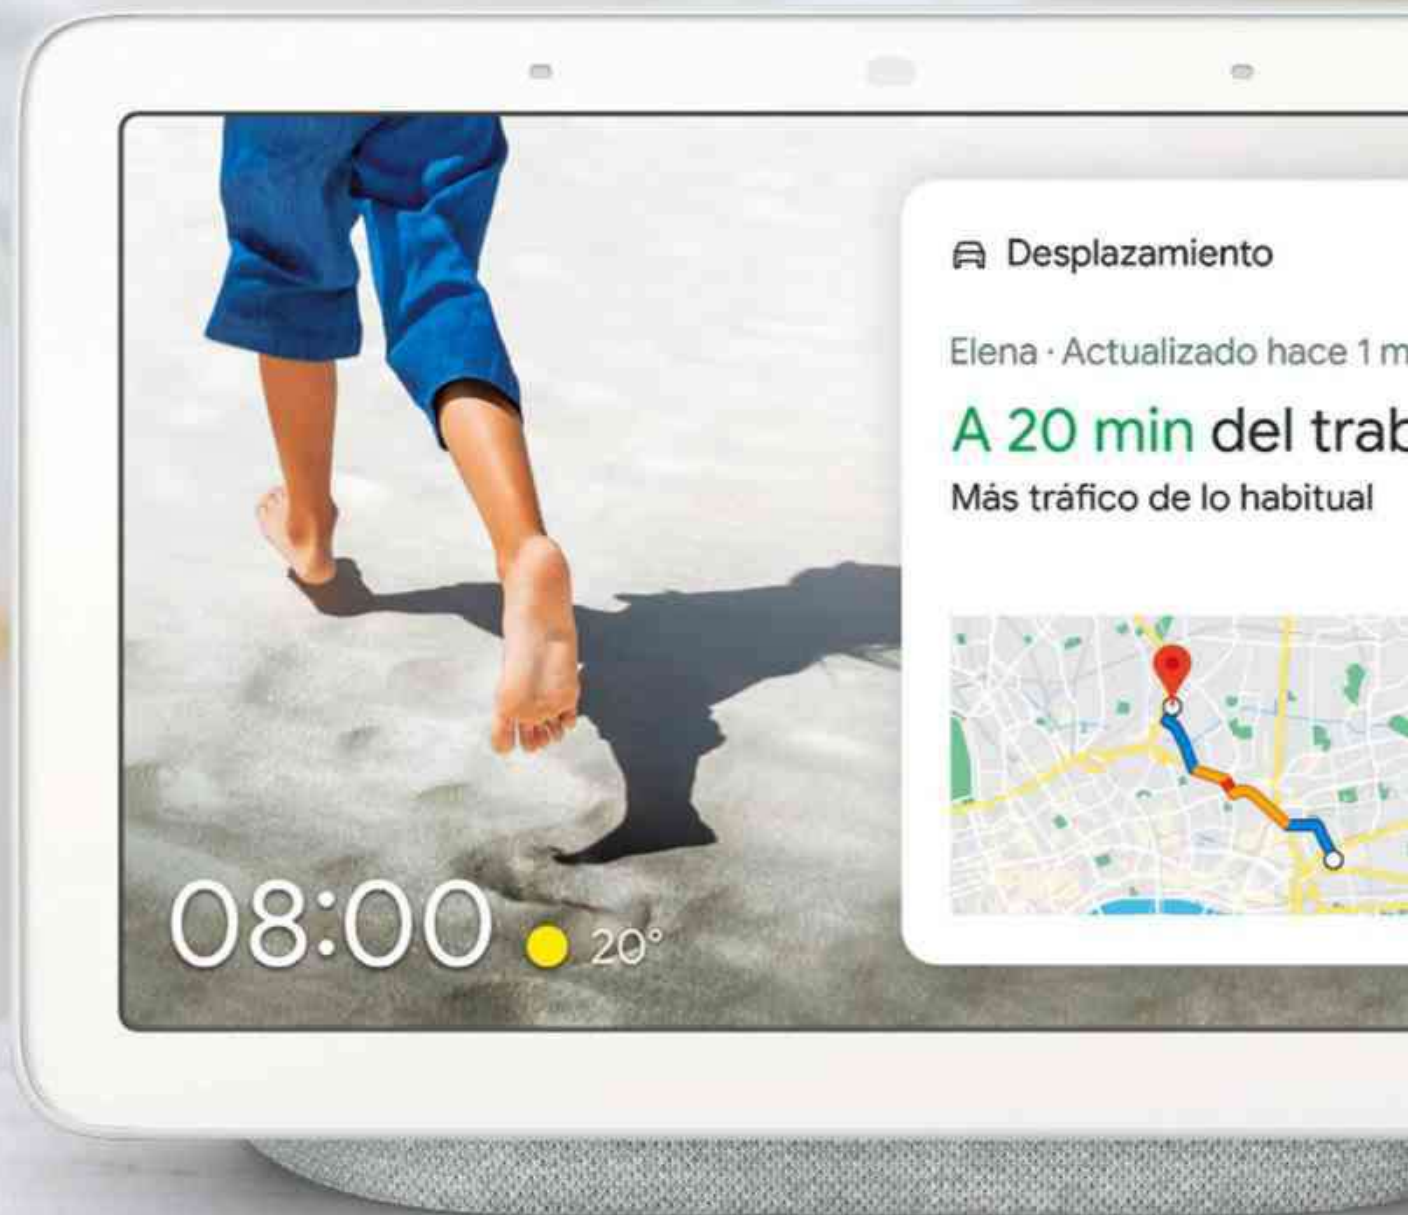 Desplazamiento
Elena · Actualizado hace 1
A 20 min del
Más tráfico de lo habitual
08:00 20°